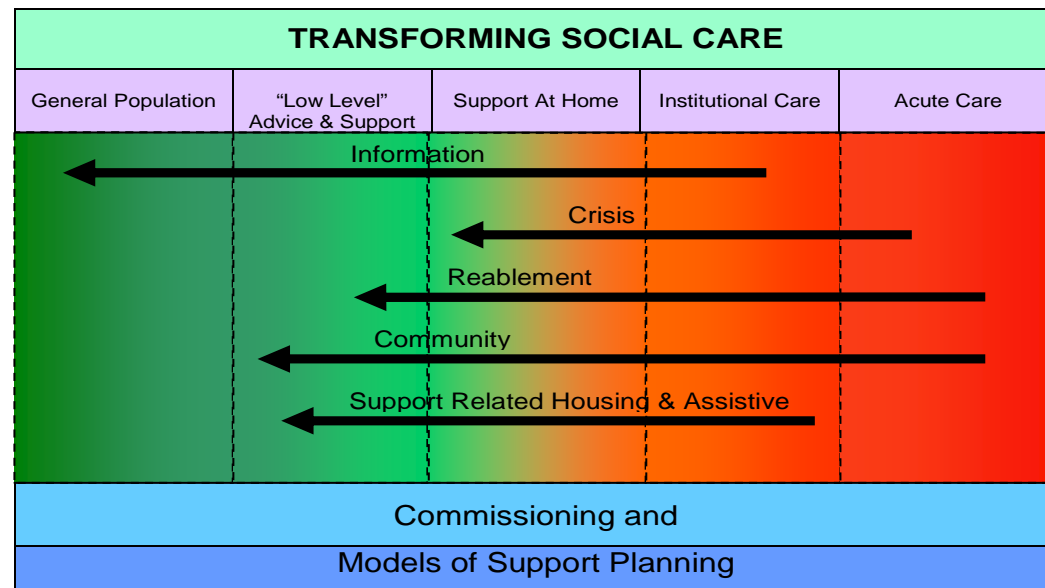 TRANSFORMING SOCIAL CARE
General Population
“Low Level”
Advice & Support
Support At Home
Institutional Care
Acute Care
Information
Crisis
Reablement
Community
Support Related Housing & Assistive
Commissioning and
Models of Support Planning